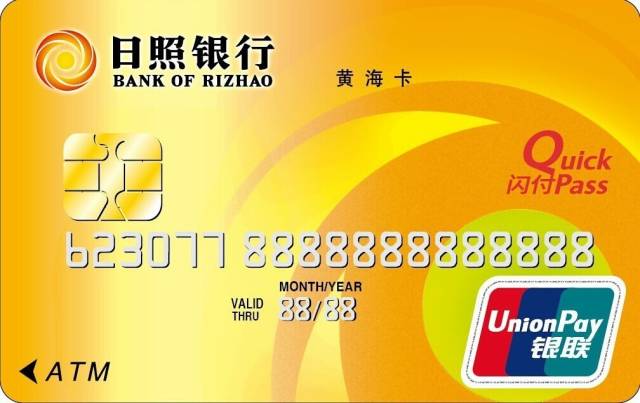 日照银行
BANK OF RIZHAO
黄海卡
Quick
闪付Pass
623077 8888888888888
MONTH/YEAR
VALID THRU 88/88
UnionPay
银联
ATM